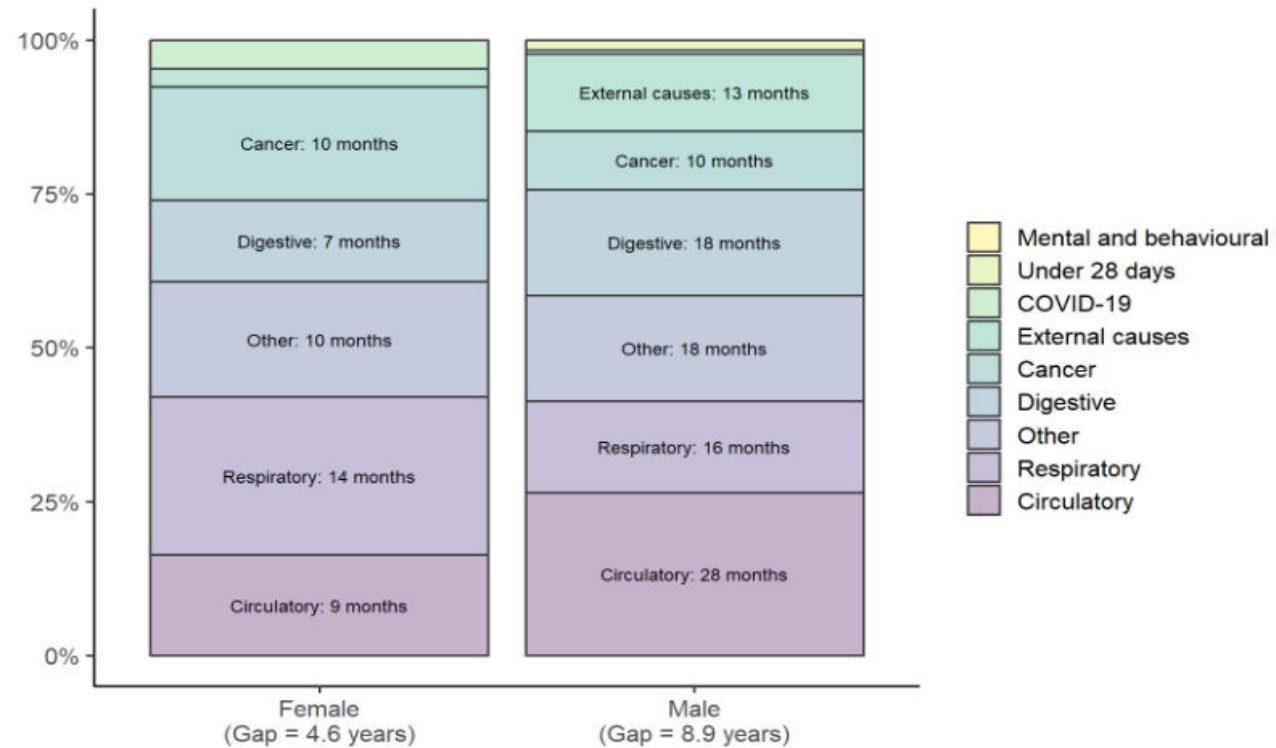 100%
75%
50%
25%
0%
Cancer: 10 months
Digestive: 7 months
Other: 10 months
Respiratory: 14 months
Circulatory: 9 months
External causes: 13 months
Cancer: 10 months
Digestive: 18 months
Other: 18 months
Respiratory: 16 months
Circulatory: 28 months
Female
(Gap = 4.6 years)
Male
(Gap = 8.9 years)
Mental and behavioural
Under 28 days
COVID-19
External causes
Cancer
Digestive
Other
Respiratory
Circulatory